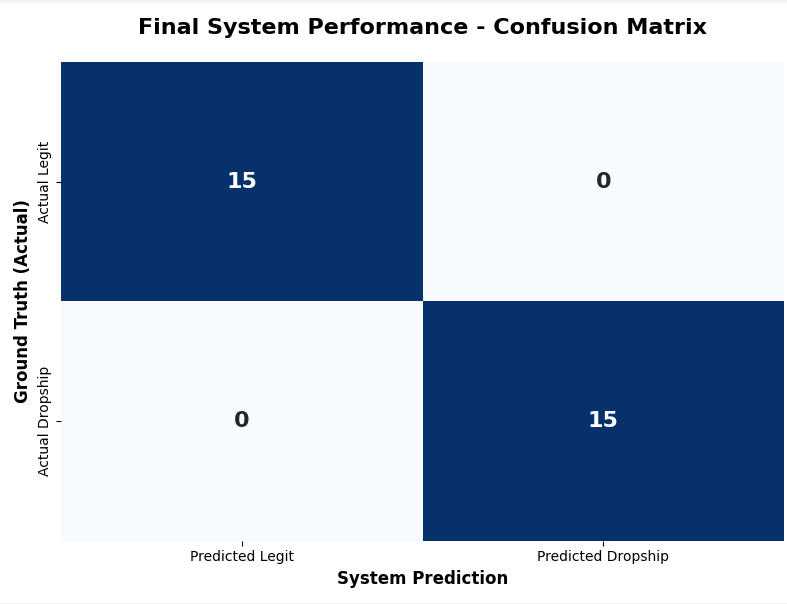 Final System Performance - Confusion Matrix
Ground Truth (Actual)
Actual Legit
15
0
Actual Dropship
0
15
Predicted Legit
Predicted Dropship
System Prediction